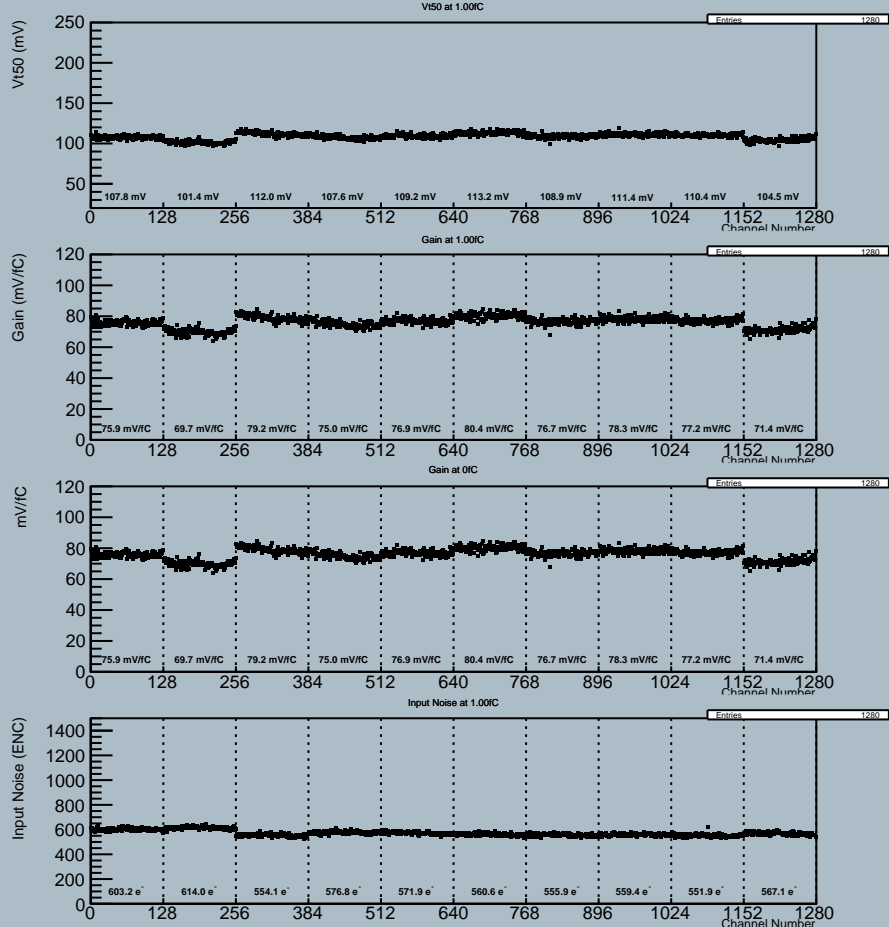 Vt50 at 1.00fC
Entries 1280
Vt50 (mV)
250
200
150
100
50
107.8 mV 101.4 mV 112.0 mV 107.6 mV 109.2 mV 113.2 mV 108.9 mV 111.4 mV 110.4 mV 104.5 mV
0 128 256 384 512 640 768 896 1024 1152 1280
Channel Number
Gain at 1.00fC
Entries 1280
Gain (mV/fC)
120
100
80
60
40
20
0
75.9 mV/fC 69.7 mV/fC 79.2 mV/fC 75.0 mV/fC 76.9 mV/fC 80.4 mV/fC 76.7 mV/fC 78.3 mV/fC 77.2 mV/fC 71.4 mV/fC
0 128 256 384 512 640 768 896 1024 1152 1280
Channel Number
Gain at 0fC
Entries 1280
mV/fC
120
100
80
60
40
20
0
75.9 mV/fC 69.7 mV/fC 79.2 mV/fC 75.0 mV/fC 76.9 mV/fC 80.4 mV/fC 76.7 mV/fC 78.3 mV/fC 77.2 mV/fC 71.4 mV/fC
0 128 256 384 512 640 768 896 1024 1152 1280
Channel Number
Input Noise at 1.00fC
Entries 1280
Input Noise (ENC)
1400
1200
1000
800
600
400
200
0
603.2 e⁻ 614.0 e⁻ 554.1 e⁻ 576.8 e⁻ 571.9 e⁻ 560.6 e⁻ 555.9 e⁻ 559.4 e⁻ 551.9 e⁻ 567.1 e⁻
0 128 256 384 512 640 768 896 1024 1152 1280
Channel Number